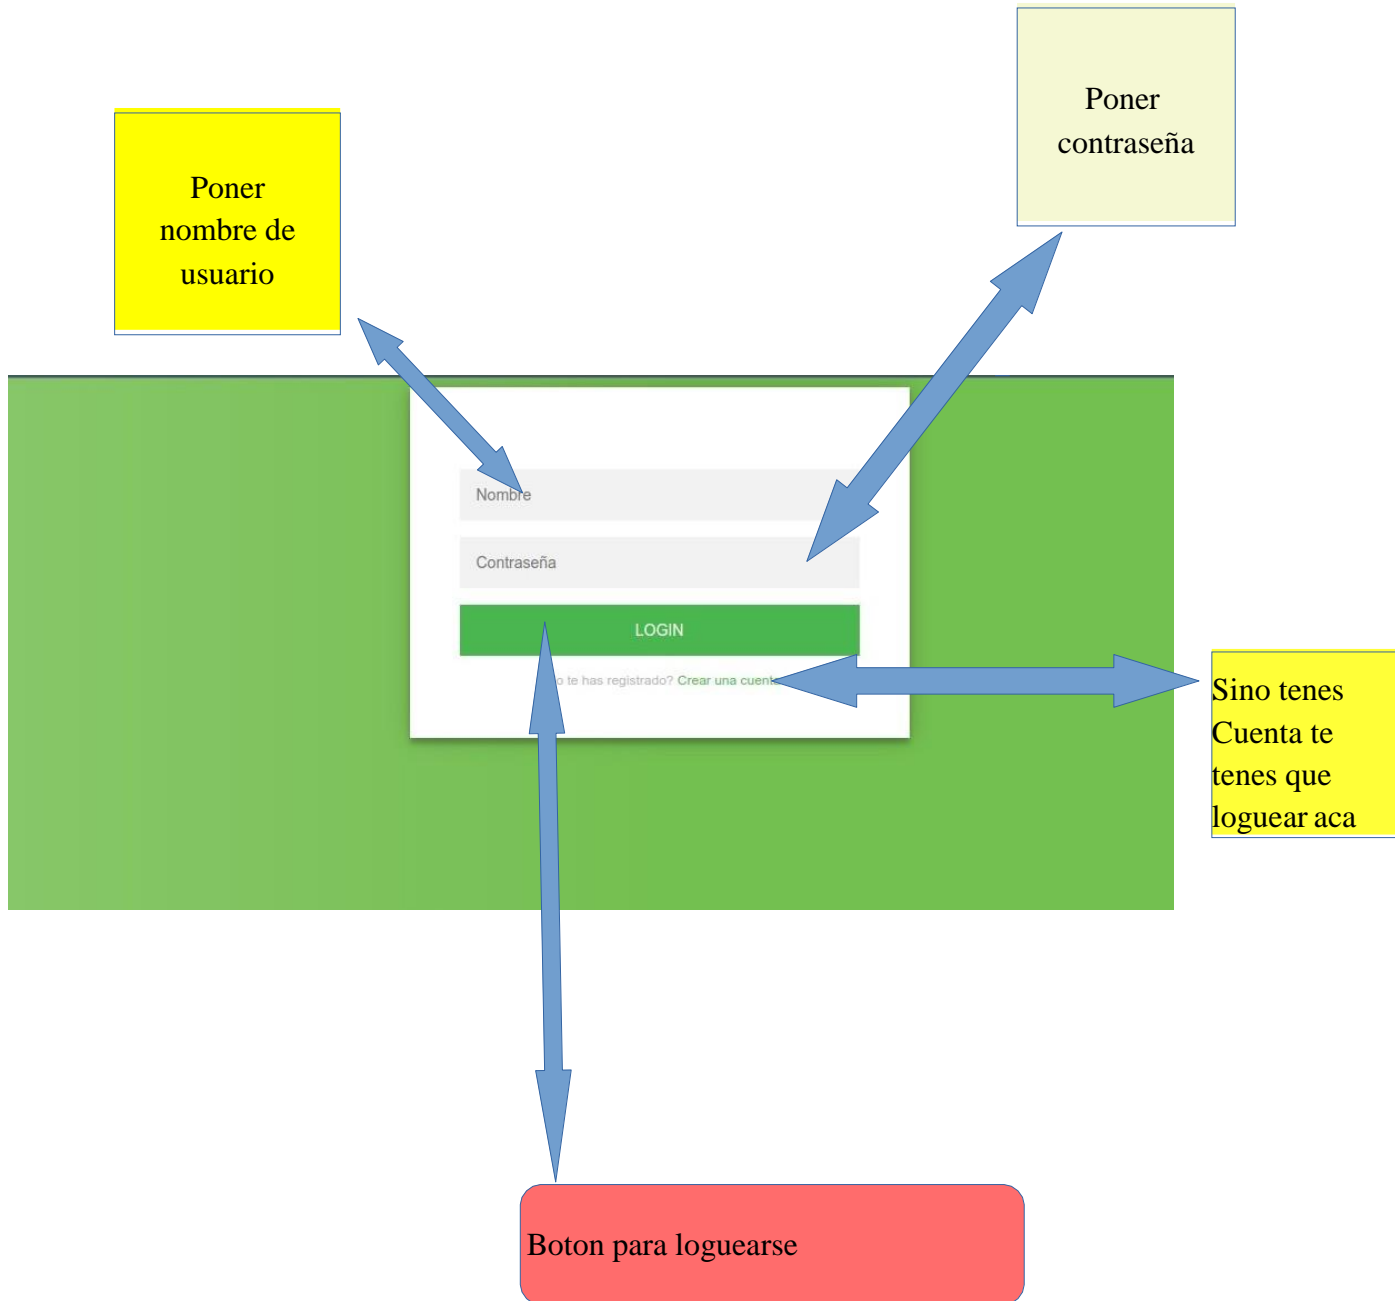 Poner
contraseña
Poner
nombre de
usuario
Nombre
Contraseña
LOGIN
o te has registrado? Crear una cuenta
Sino tenes
Cuenta te
tenes que
loguear aca
Boton para loguearse